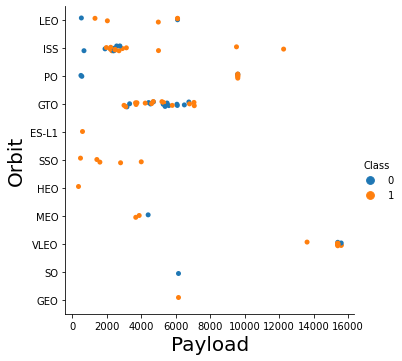 LEO
ISS
PO
GTO
ES-L1
SSO
HEO
MEO
VLEO
SO
GEO
Orbit
0 2000 4000 6000 8000 10000 12000 14000 16000
Payload
Class
0
1